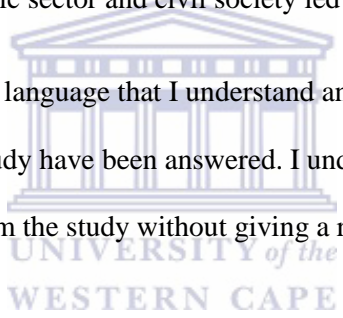 ic sector and civil society led
language that I understand an
udy have been answered. I und
m the study without giving a r
UNIVERSITY of the
WESTERN CAPE